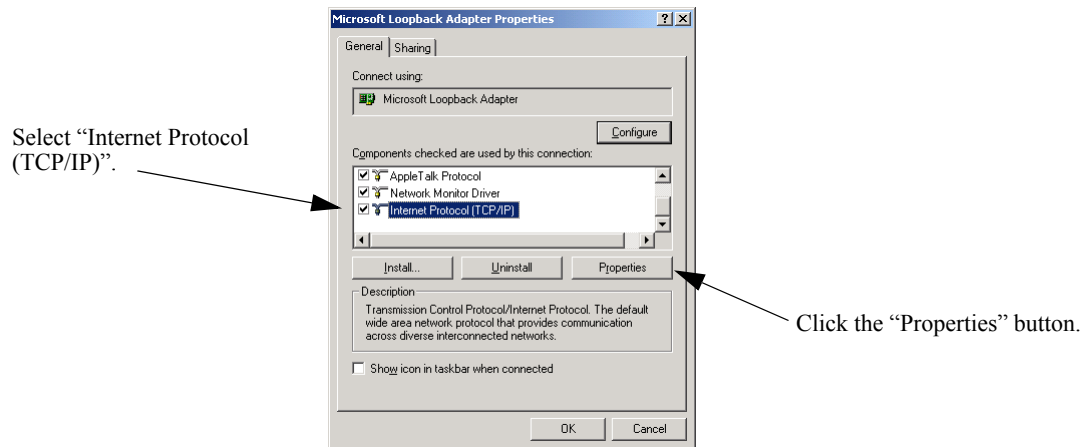 Microsoft Loopback Adapter Properties
General
Sharing
Connect using:
Microsoft Loopback Adapter
Configure
Select “Internet Protocol
(TCP/IP)”.
Components checked are used by this connection:
AppleTalk Protocol
Network Monitor Driver
Internet Protocol (TCP/IP)
Install...
Uninstall
Properties
Click the “Properties” button.
Description
Transmission Control Protocol/Internet Protocol. The default
wide area network protocol that provides communication
across diverse interconnected networks.
Show icon in taskbar when connected
OK
Cancel